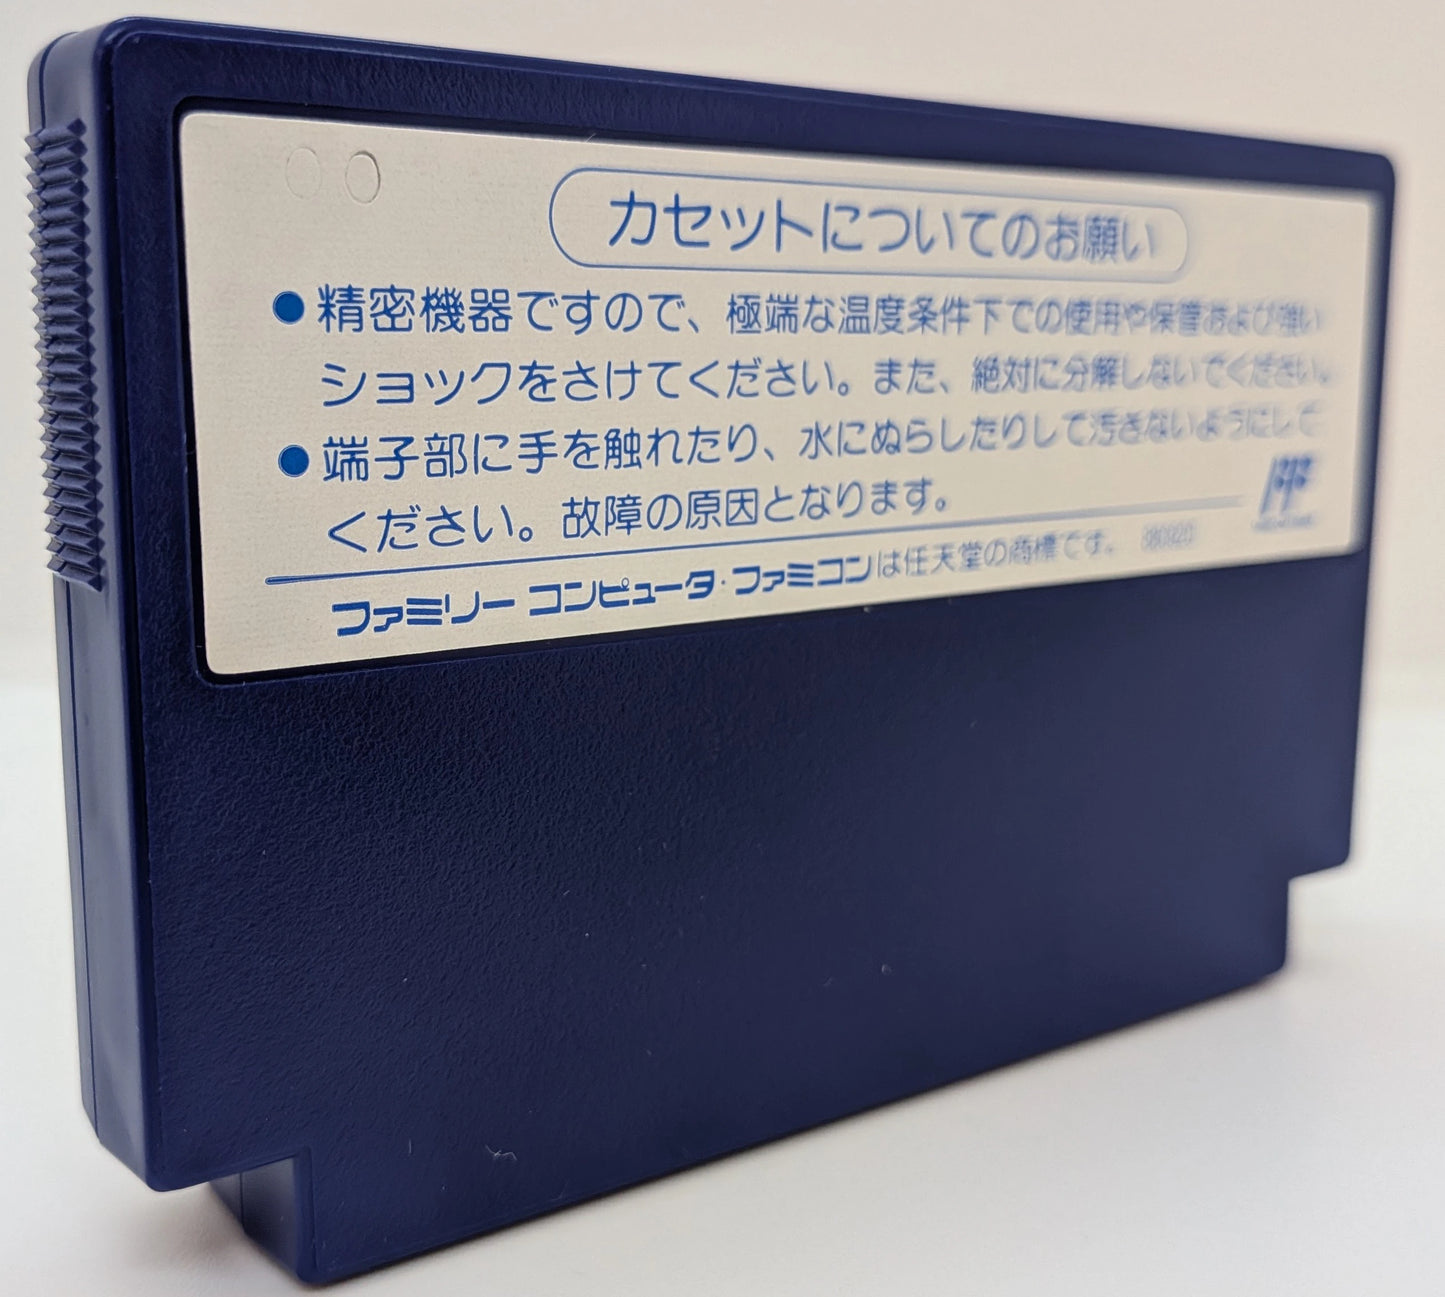 カセットについてのお願い
●精密機器ですので、極端な温度条件下での使用や保管および強い
ショックをさけてください。また、絶対に分解しないでください。
●端子部に手を触れたり、水にぬらしたりして汚さないようにして
ください。故障の原因となります。
ファミリー コンピュータ・ファミコンは任天堂の商標です。